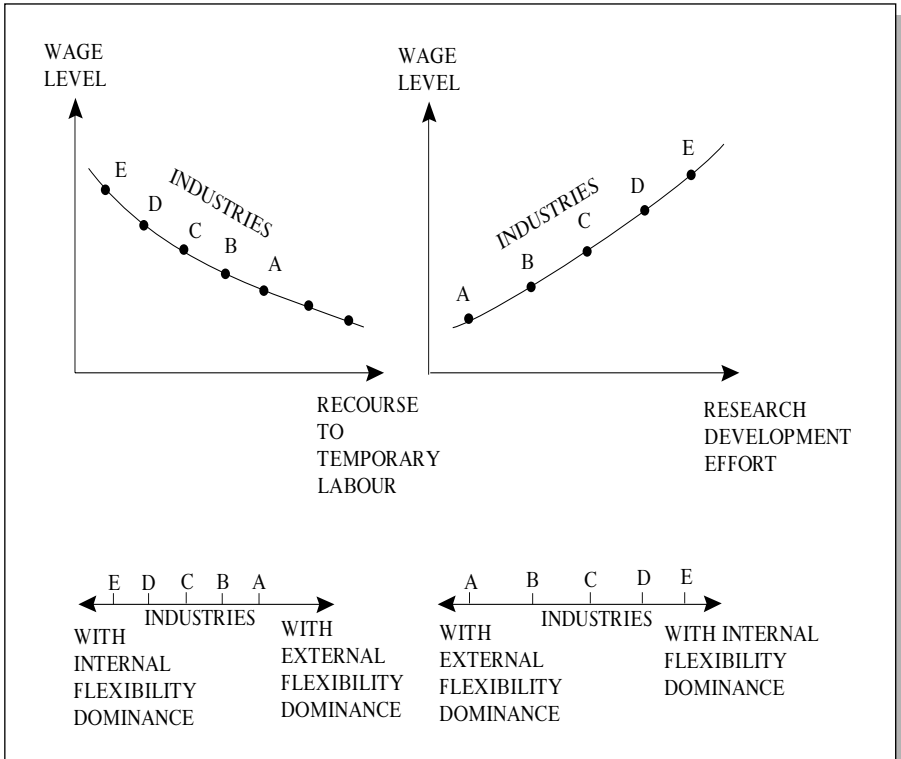 WAGE
LEVEL
E
D
C
B
A
INDUSTRIES
RECOURSE
TO
TEMPORARY
LABOUR
WAGE
LEVEL
A
B
C
D
E
INDUSTRIES
RESEARCH
DEVELOPMENT
EFFORT
E D C B A
INDUSTRIES
WITH
INTERNAL
FLEXIBILITY
DOMINANCE
WITH
EXTERNAL
FLEXIBILITY
DOMINANCE
A B C D E
INDUSTRIES
WITH
EXTERNAL
FLEXIBILITY
DOMINANCE
WITH INTERNAL
FLEXIBILITY
DOMINANCE